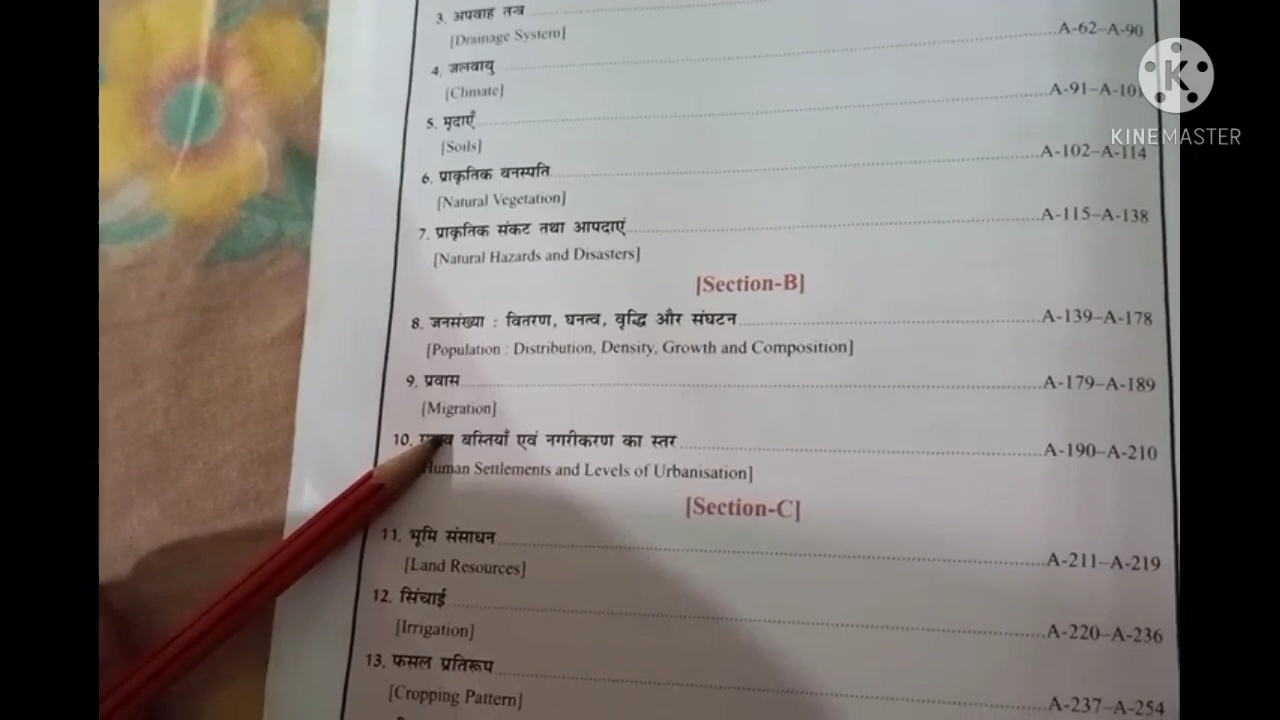 3. अपवाह तन्त्र
[Drainage System] A-62–A-90
4. जलवायु
[Climate] A-91–A-101
5. मृदाएँ
[Soils] A-102–A-114
6. प्राकृतिक वनस्पति
[Natural Vegetation] A-115–A-138
7. प्राकृतिक संकट तथा आपदाएं
[Natural Hazards and Disasters]
[Section-B]
8. जनसंख्या : वितरण, घनत्व, वृद्धि और संघटन A-139–A-178
[Population : Distribution, Density, Growth and Composition]
9. प्रवास A-179–A-189
[Migration]
10. बस्तियाँ एवं नगरीकरण का स्तर A-190–A-210
Human Settlements and Levels of Urbanisation]
[Section-C]
11. भूमि संसाधन A-211–A-219
[Land Resources]
12. सिंचाई A-220–A-236
[Irrigation]
13. फसल प्रतिरूप A-237–A-254
[Cropping Pattern]
K
KINEMASTER